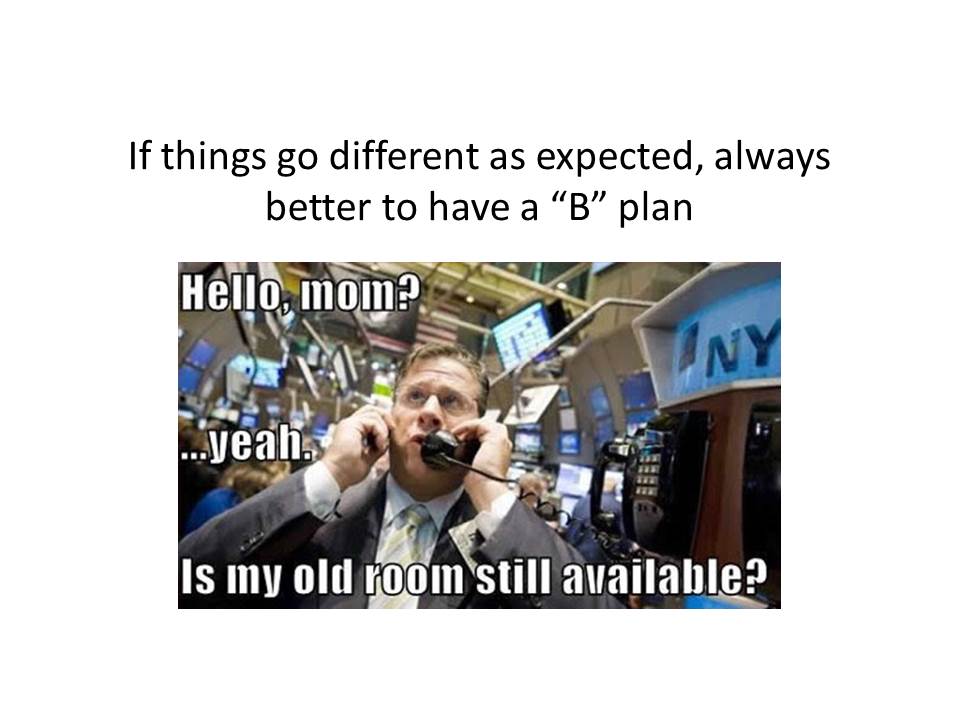 If things go different as expected, always
better to have a “B” plan
Hello, mom?
NY
...yeah.
Is my old room still available?